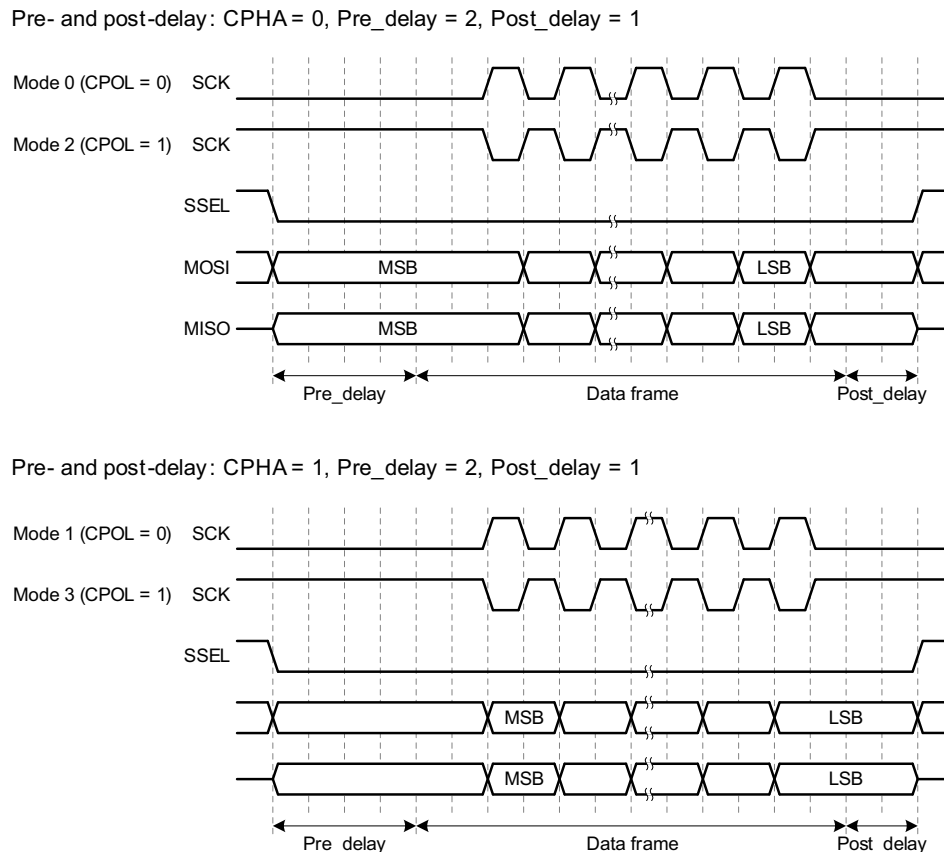 Pre- and post-delay: CPHA = 0, Pre_delay = 2, Post_delay = 1
Mode 0 (CPOL = 0) SCK
Mode 2 (CPOL = 1) SCK
SSEL
MOSI MSB LSB
MISO MSB LSB
Pre_delay Data frame Post_delay
Pre- and post-delay: CPHA = 1, Pre_delay = 2, Post_delay = 1
Mode 1 (CPOL = 0) SCK
Mode 3 (CPOL = 1) SCK
SSEL
MSB LSB
MSB LSB
Pre_delay Data frame Post_delay